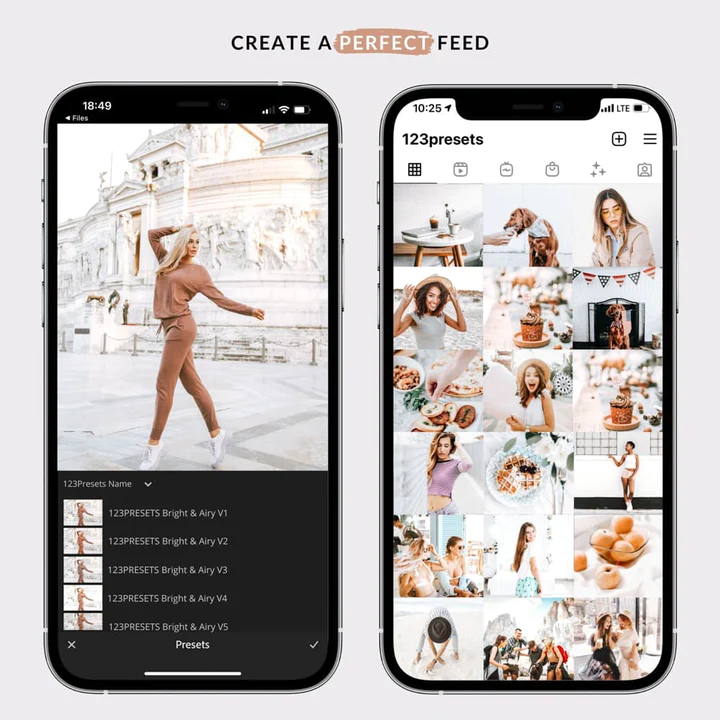 CREATE A PERFECT FEED
18:49
Files
123Presets Name
123PRESETS Bright & Airy V1
123PRESETS Bright & Airy V2
123PRESETS Bright & Airy V3
123PRESETS Bright & Airy V4
123PRESETS Bright & Airy V5
Presets
10:25
LTE
123presets